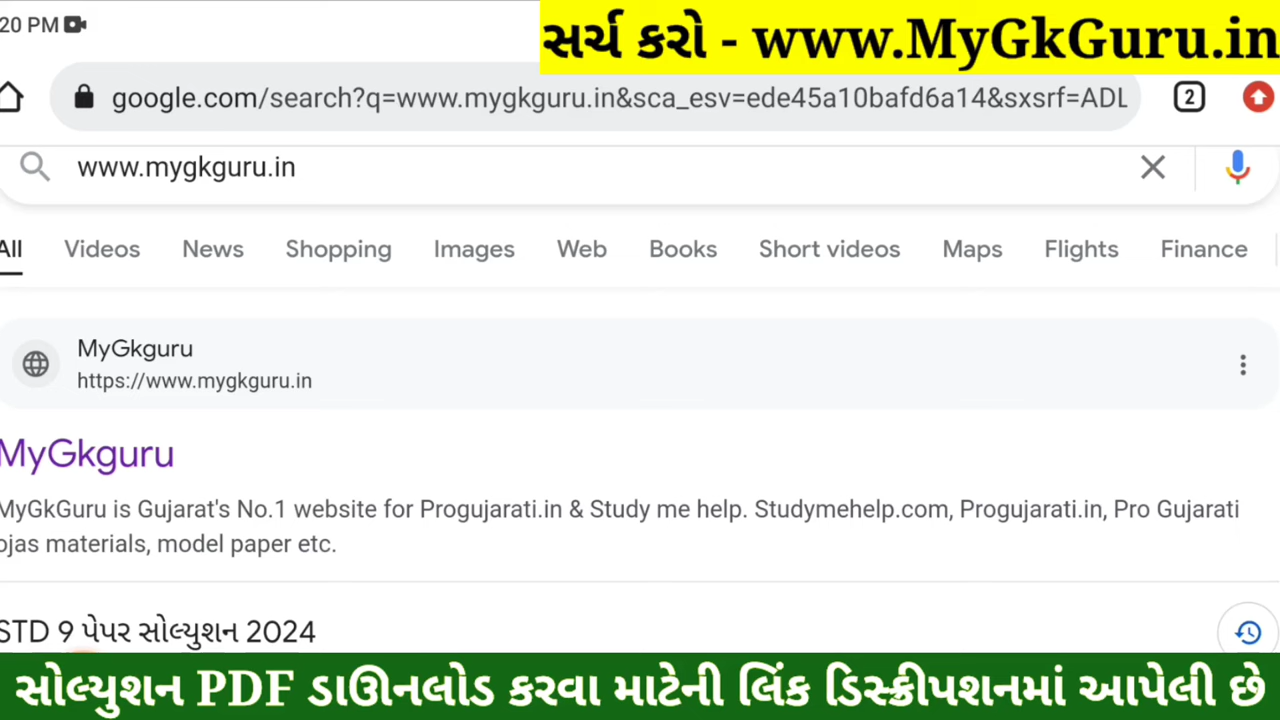 20 PM
સર્ચ કરો - www.MyGkGuru.in
google.com/search?q=www.mygkguru.in&sca_esv=ede45a10bafd6a14&sxsrf=ADL
2
www.mygkguru.in
All Videos News Shopping Images Web Books Short videos Maps Flights Finance
MyGkguru
https://www.mygkguru.in
MyGkguru
MyGkGuru is Gujarat's No.1 website for Progujarati.in & Study me help. Studymehelp.com, Progujarati.in, Pro Gujarati
ojas materials, model paper etc.
STD 9 પેપર સોલ્યુશન 2024
સોલ્યુશન PDF ડાઊનલોડ કરવા માટેની લિંક ડિસ્ક્રીપશનમાં આપેલી છે